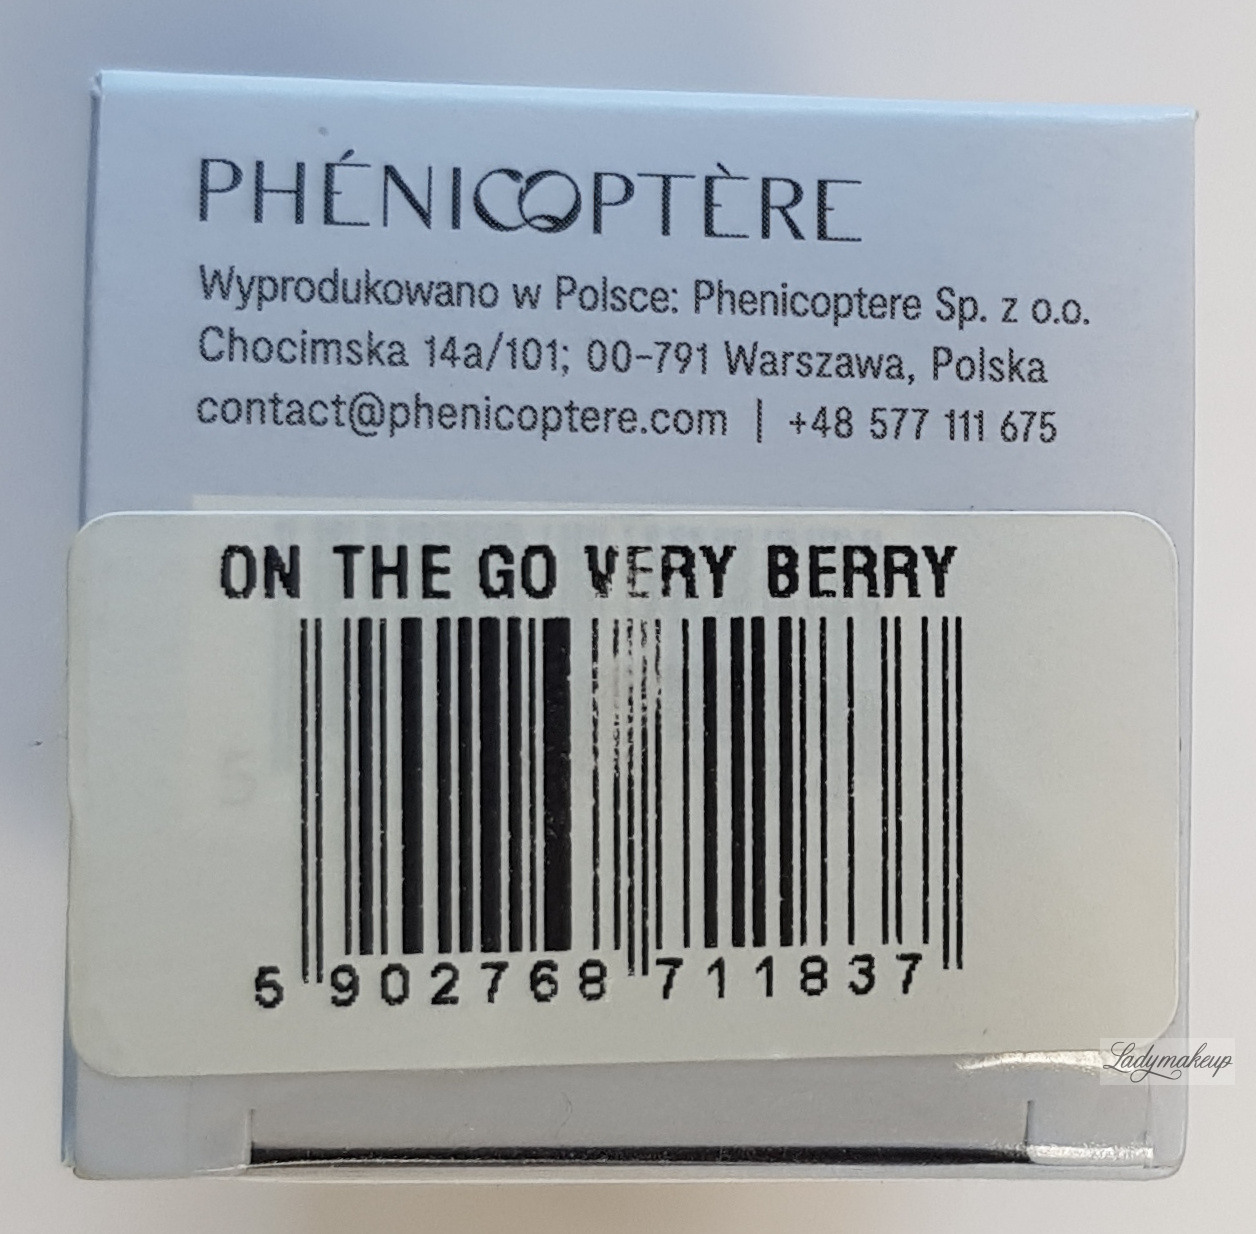 PHÉNICOPTÈRE
Wyprodukowano w Polsce: Phenicoptere Sp. z o.o.
Chocimska 14a/101; 00-791 Warszawa, Polska
contact@phenicoptere.com | +48 577 111 675
ON THE GO VERY BERRY
5 902768 711837
Ladymakeup